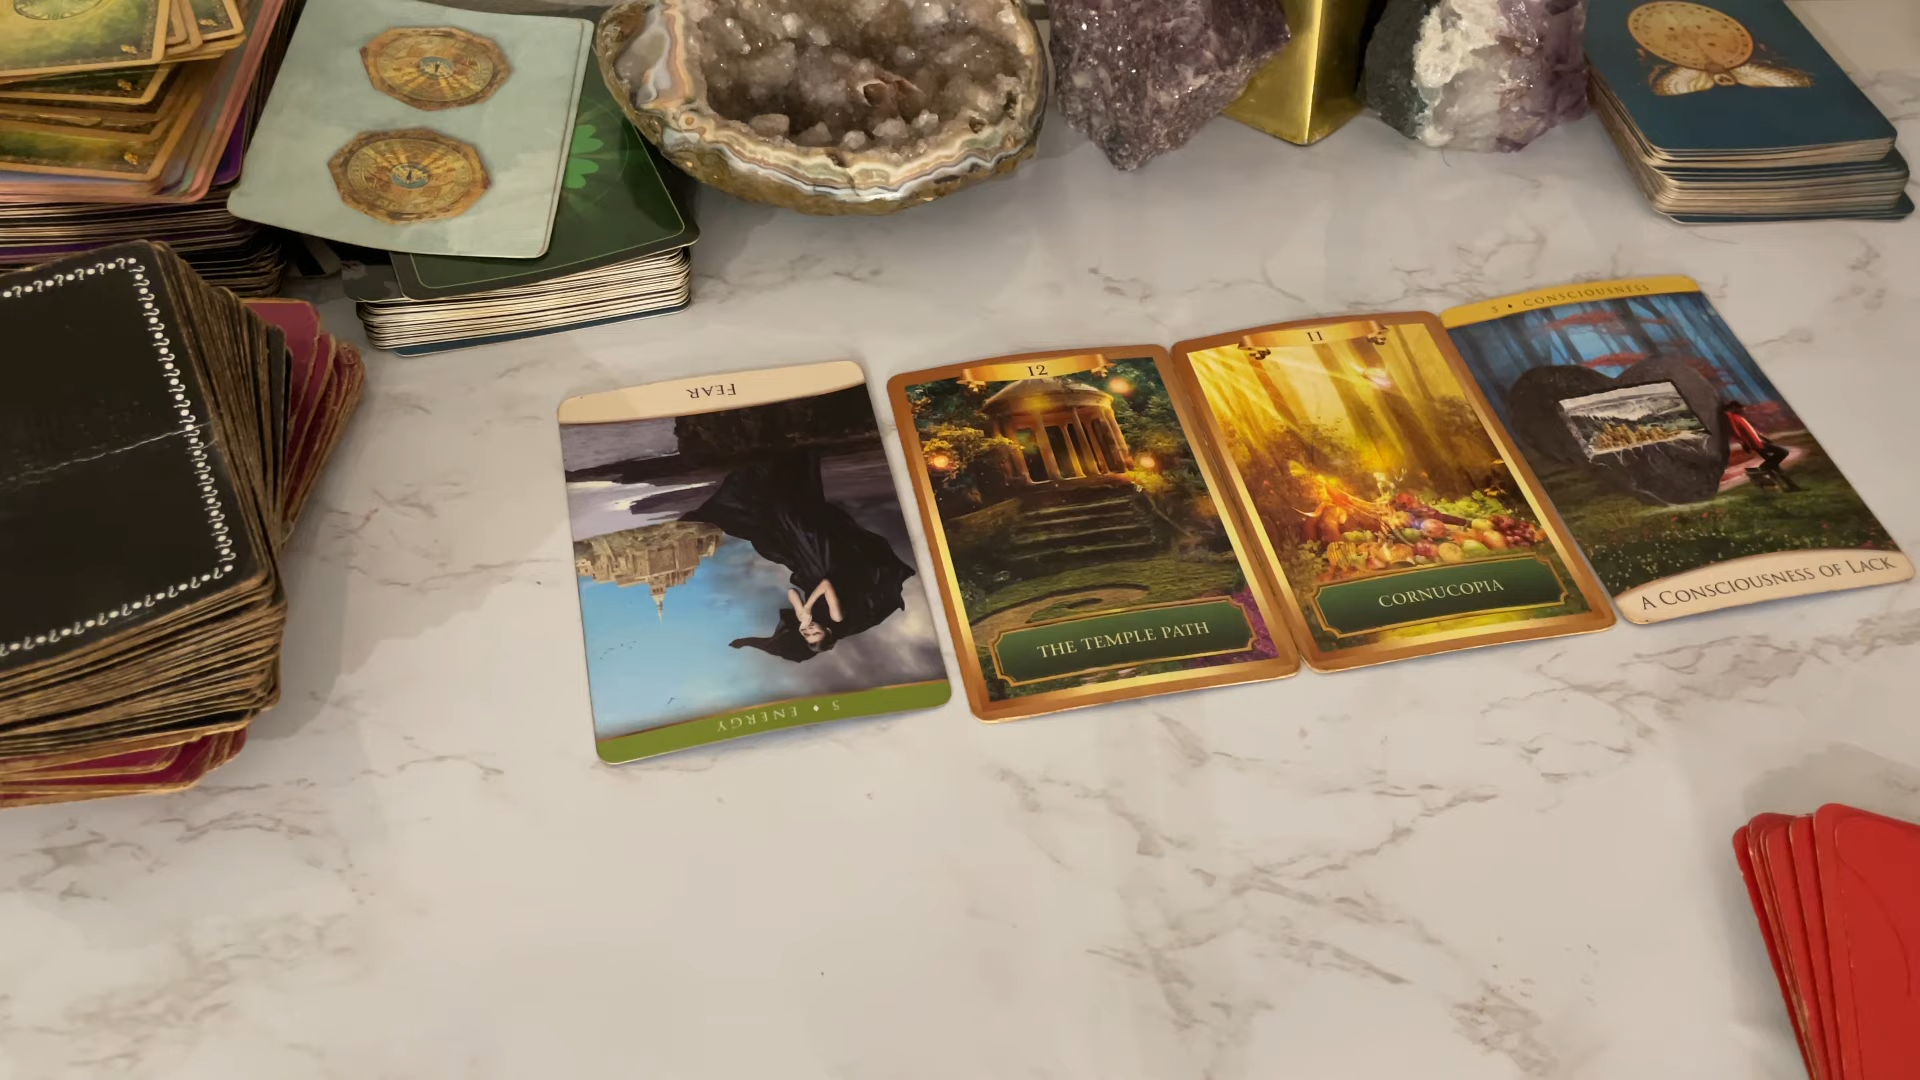 FEAR
5 ♦ ENERGY
12
THE TEMPLE PATH
11
CORNUCOPIA
5 ♦ CONSCIOUSNESS
A CONSCIOUSNESS OF LACK